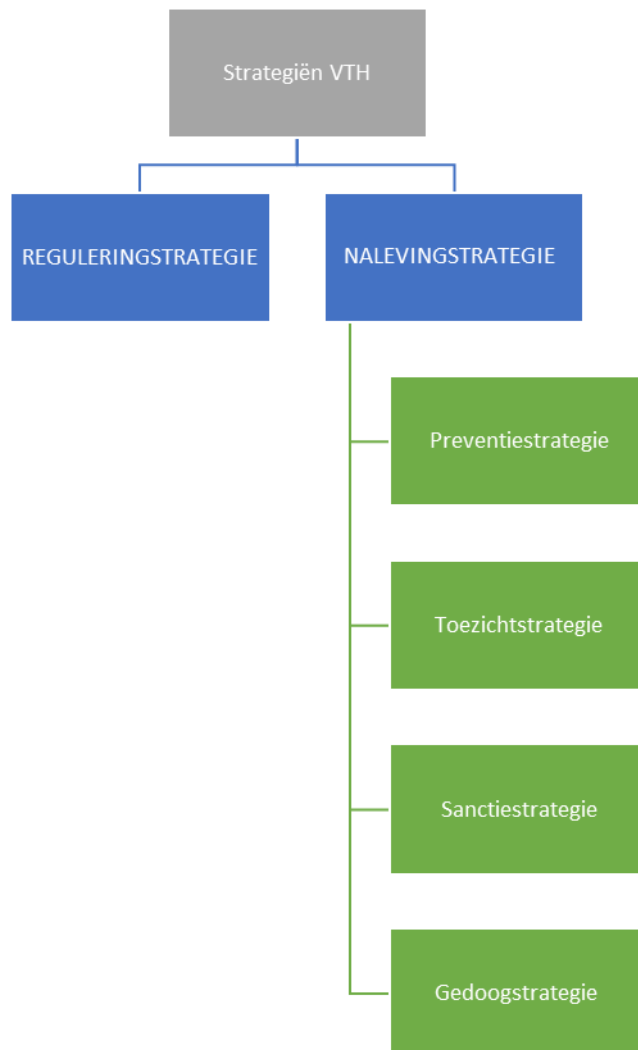 Strategiën VTH
REGULERINGSTRATEGIE
NALEVINGSTRATEGIE
Preventiestrategie
Toezichtstrategie
Sanctiestrategie
Gedoogstrategie